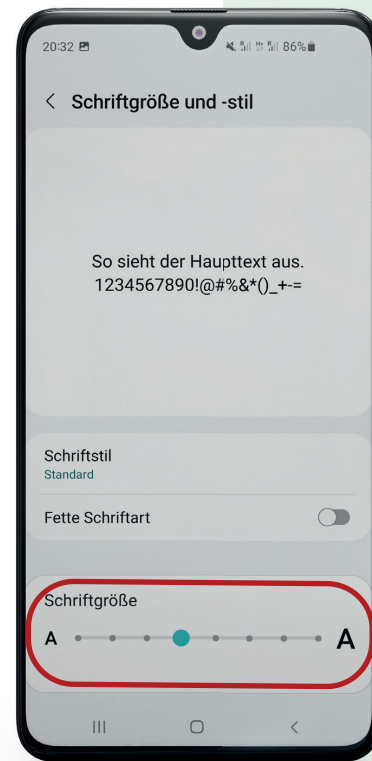 20:32 86%
Schriftgröße und -stil
So sieht der Haupttext aus.
1234567890!@#%&*()_+-=
Schriftstil
Standard
Fette Schriftart
Schriftgröße
A A